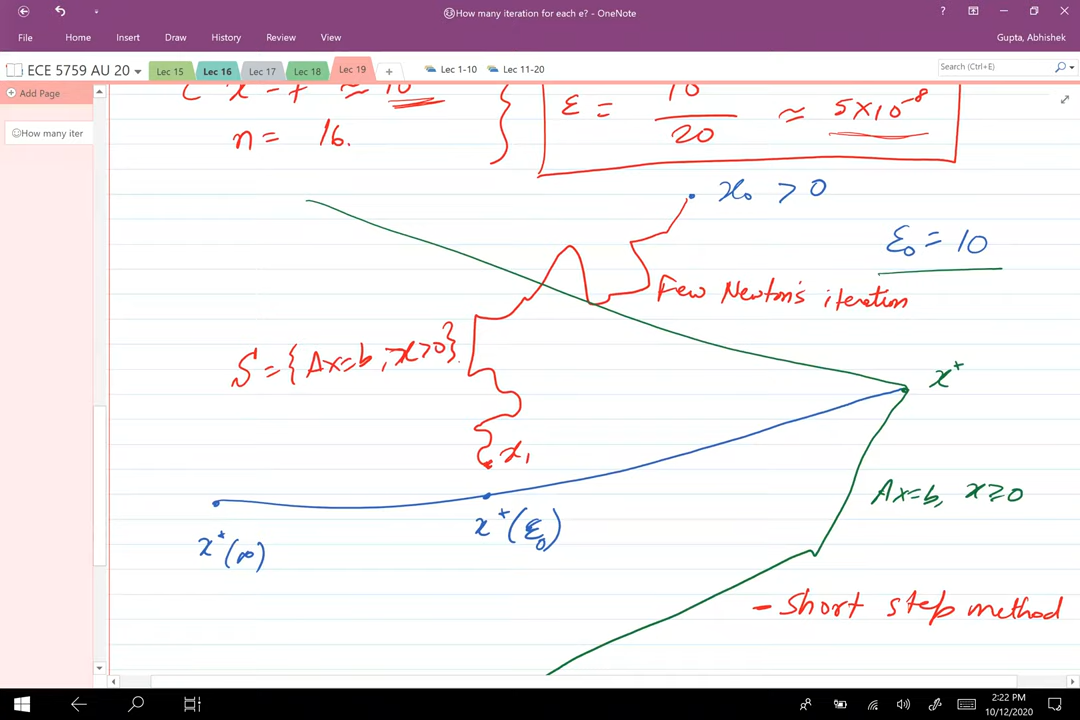 How many iteration for each e? - OneNote
File Home Insert Draw History Review View
Gupta, Abhishek
ECE 5759 AU 20
Lec 15
Lec 16
Lec 17
Lec 18
Lec 19
Lec 1-10
Lec 11-20
Search (Ctrl+E)
Add Page
How many iter
n = 16.
ε = 10 / 20 ≈ 5×10⁻⁸
x₀ > 0
ε₀ = 10
Few Newton's iteration
S = {Ax=b, x>0}.
x*
x₁
Ax=b, x≥0
x*(∞)
x*(ε₀)
- Short step method
2:22 PM
10/12/2020